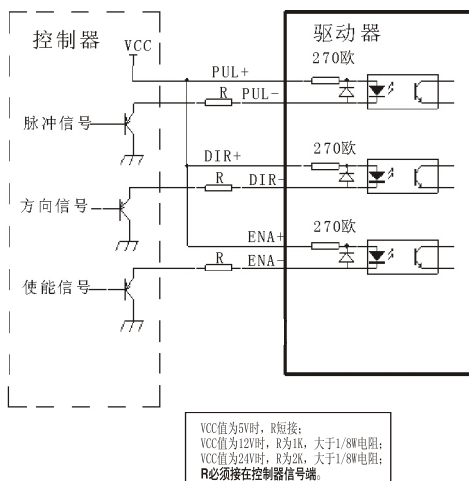 控制器
驱动器
VCC
270欧
PUL+
R
PUL-
脉冲信号
270欧
DIR+
R
DIR-
方向信号
270欧
ENA+
R
ENA-
使能信号
VCC值为5V时，R短接；
VCC值为12V时，R为1K，大于1/8W电阻；
VCC值为24V时，R为2K，大于1/8W电阻；
R必须接在控制器信号端。